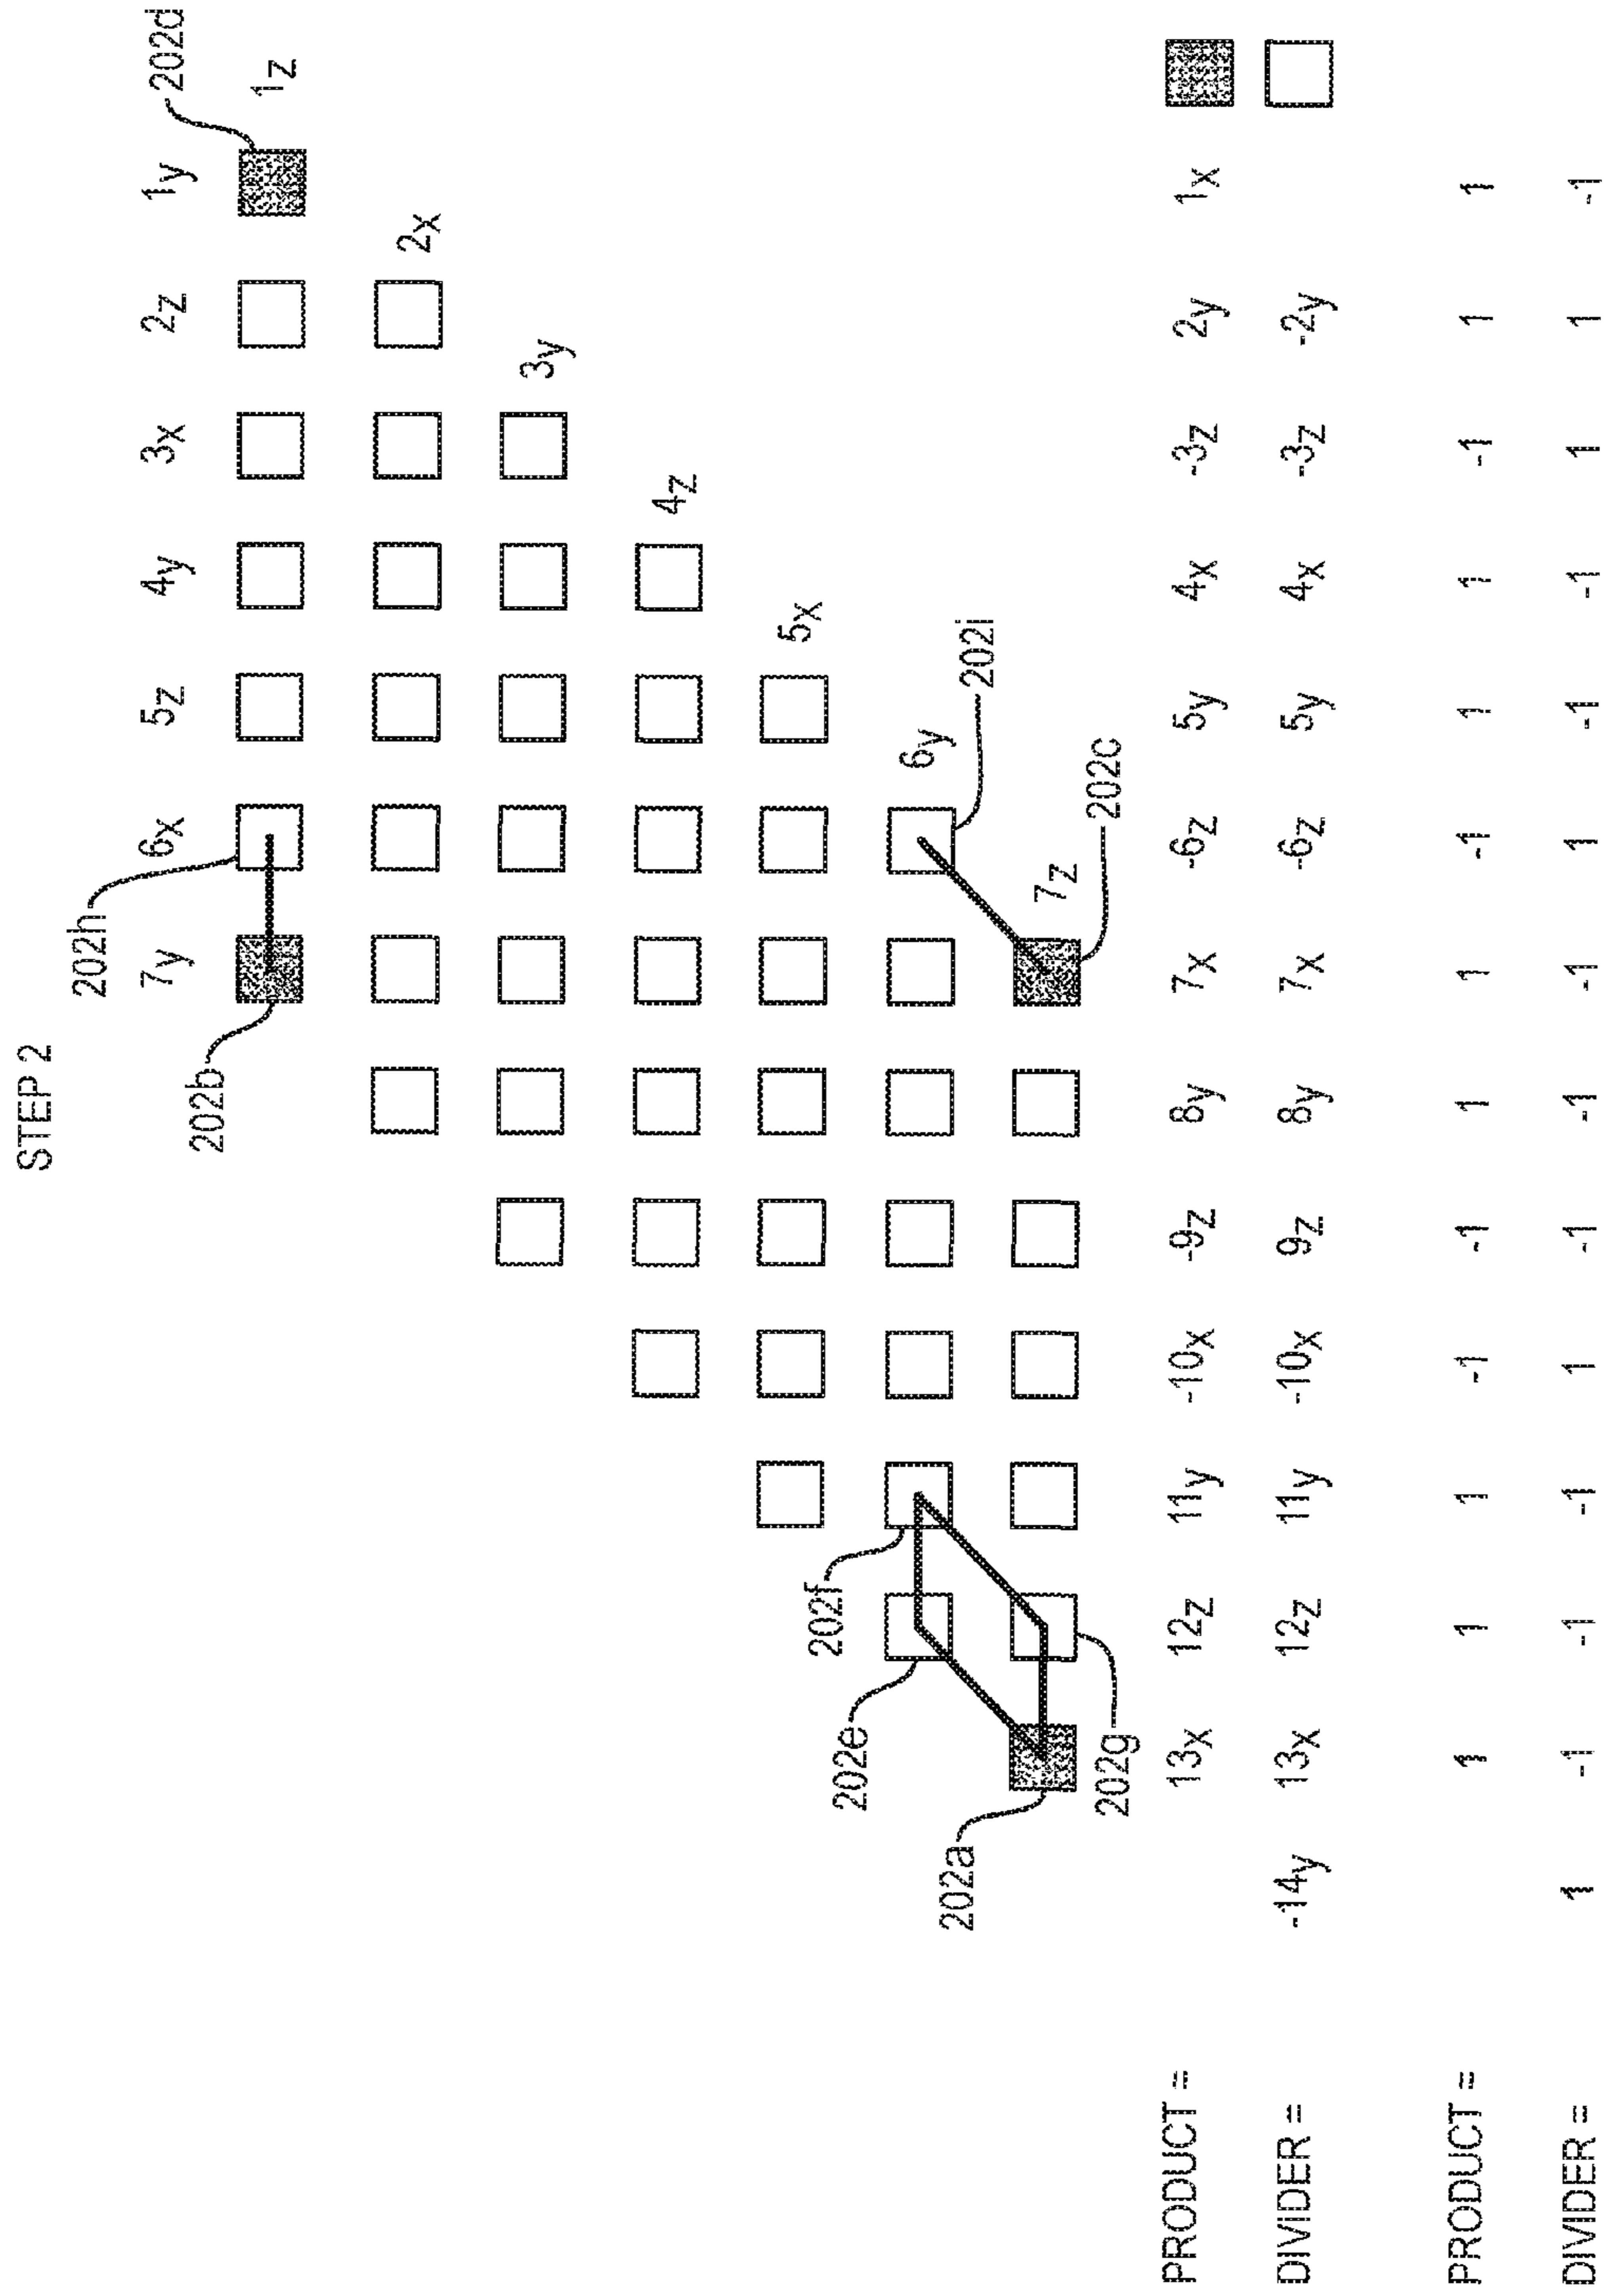 STEP 2
202h
7y 6x 5z 4y 3x 2z 1y 202d
202b
1z
2x
3y
4z
5x
202f
202e
6y
202a
202i
7z
202g 202c
PRODUCT = 13x 12z 11y -10x -9z 8y 7x -6z 5y 4x -3z 2y 1x
DIVIDER = -14y 13x 12z 11y -10x 9z 8y 7x -6z 5y 4x -3z -2y
PRODUCT = 1 1 1 -1 -1 1 1 -1 1 1 -1 1 1
DIVIDER = 1 -1 -1 -1 1 -1 -1 -1 1 -1 -1 1 1 -1